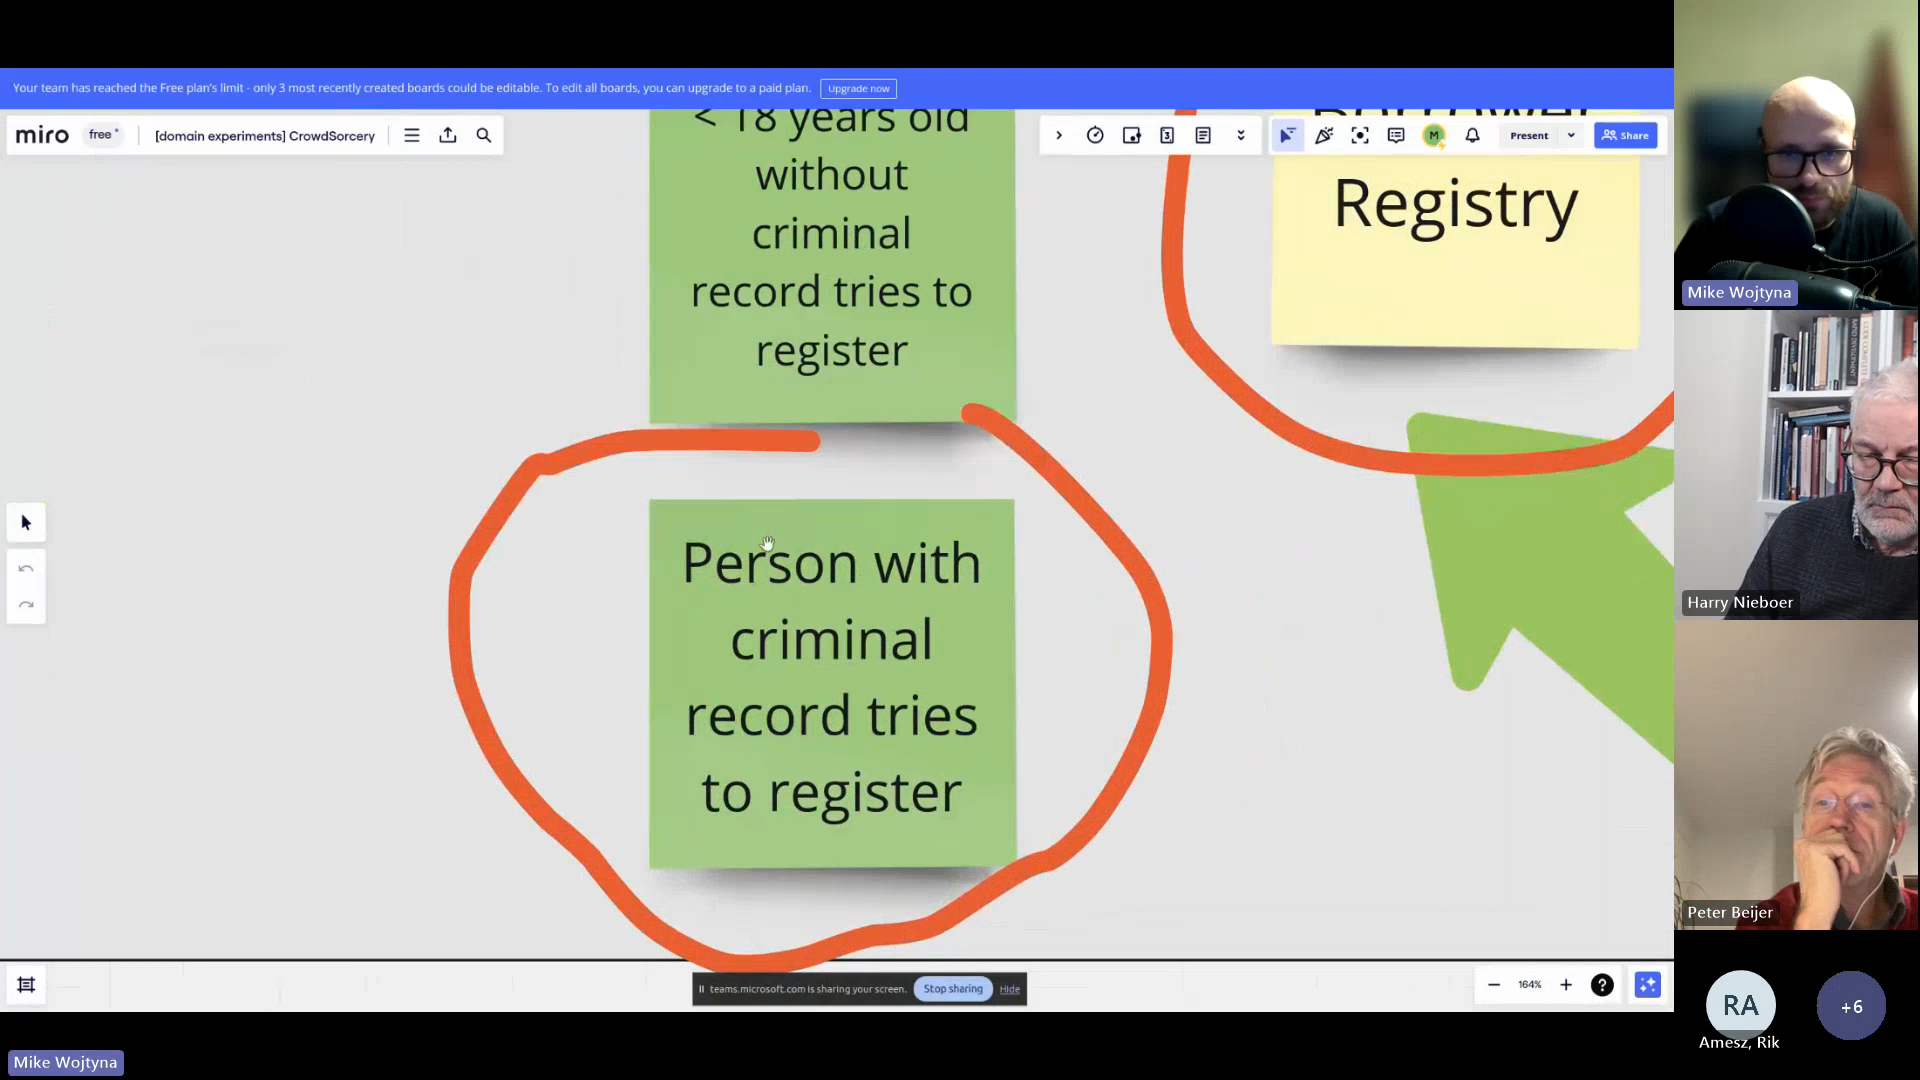 Your team has reached the Free plan's limit - only 3 most recently created boards could be editable. To edit all boards, you can upgrade to a paid plan.
Upgrade now
miro
free
[domain experiments] CrowdSorcery
M
Present
Share
< 18 years old
without
criminal
record tries to
register
Borrower
Registry
Person with
criminal
record tries
to register
teams.microsoft.com is sharing your screen.
Stop sharing
Hide
164%
Mike Wojtyna
Harry Nieboer
Peter Beijer
RA
Amesz, Rik
+6
Mike Wojtyna